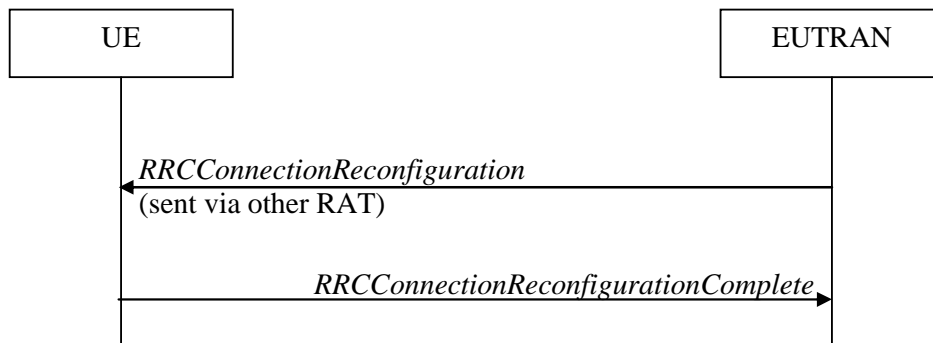 UE
EUTRAN
RRCConnectionReconfiguration
(sent via other RAT)
RRCConnectionReconfigurationComplete